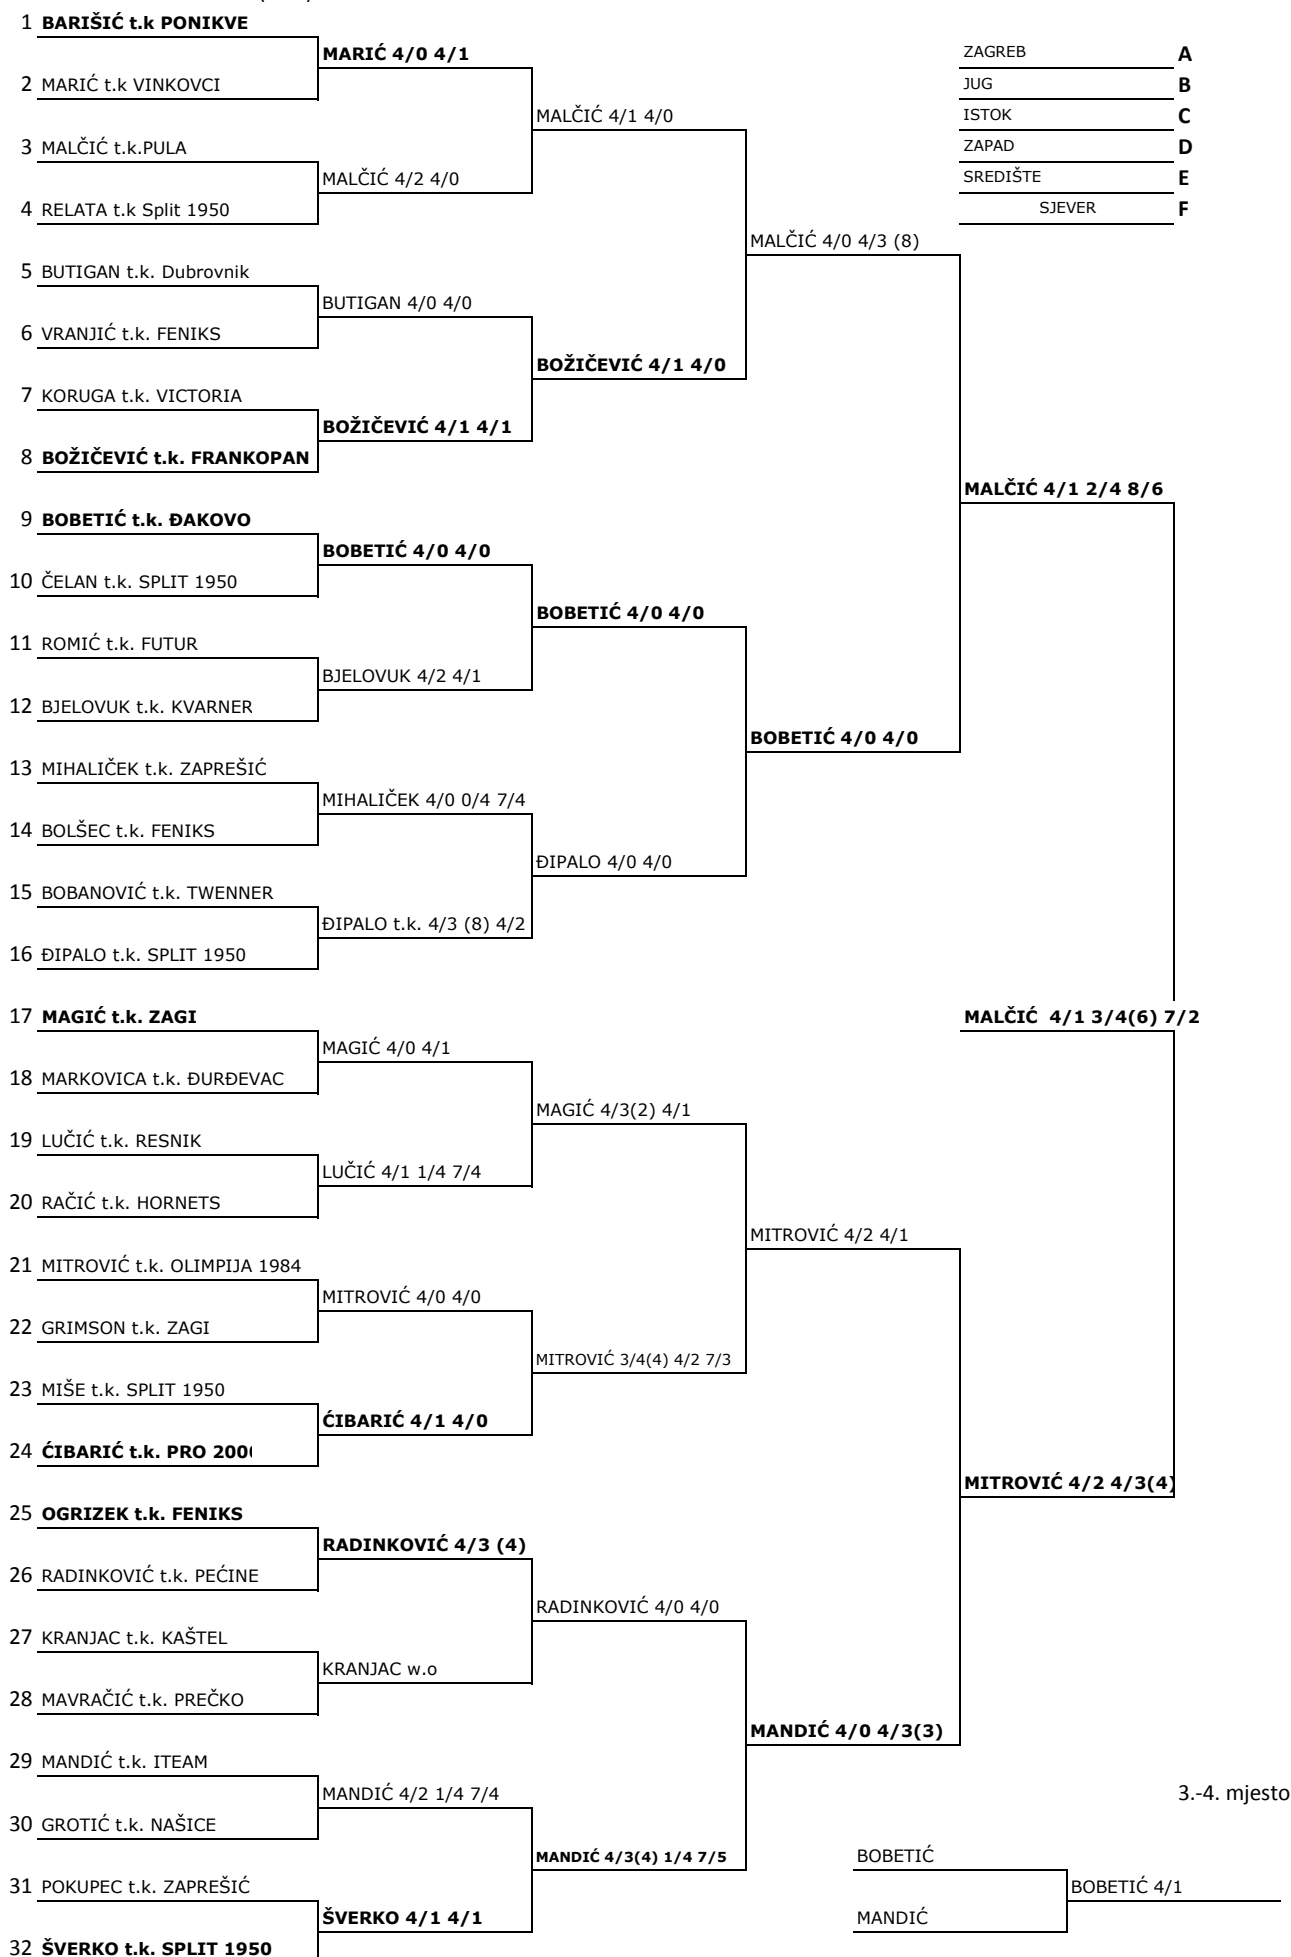 1 BARIŠIĆ t.k PONIKVE
MARIĆ 4/0 4/1
ZAGREB A
2 MARIĆ t.k VINKOVCI
JUG B
MALČIĆ 4/1 4/0
ISTOK C
3 MALČIĆ t.k.PULA
ZAPAD D
MALČIĆ 4/2 4/0
SREDIŠTE E
4 RELATA t.k Split 1950
SJEVER F
MALČIĆ 4/0 4/3 (8)
5 BUTIGAN t.k. Dubrovnik
BUTIGAN 4/0 4/0
6 VRANJIĆ t.k. FENIKS
BOŽIČEVIĆ 4/1 4/0
7 KORUGA t.k. VICTORIA
BOŽIČEVIĆ 4/1 4/1
8 BOŽIČEVIĆ t.k. FRANKOPAN
MALČIĆ 4/1 2/4 8/6
9 BOBETIĆ t.k. ĐAKOVO
BOBETIĆ 4/0 4/0
10 ČELAN t.k. SPLIT 1950
BOBETIĆ 4/0 4/0
11 ROMIĆ t.k. FUTUR
BJELOVUK 4/2 4/1
12 BJELOVUK t.k. KVARNER
BOBETIĆ 4/0 4/0
13 MIHALIČEK t.k. ZAPREŠIĆ
MIHALIČEK 4/0 0/4 7/4
14 BOLŠEC t.k. FENIKS
ĐIPALO 4/0 4/0
15 BOBANOVIĆ t.k. TWENNER
ĐIPALO t.k. 4/3 (8) 4/2
16 ĐIPALO t.k. SPLIT 1950
17 MAGIĆ t.k. ZAGI
MALČIĆ 4/1 3/4(6) 7/2
MAGIĆ 4/0 4/1
18 MARKOVICA t.k. ĐURĐEVAC
MAGIĆ 4/3(2) 4/1
19 LUČIĆ t.k. RESNIK
LUČIĆ 4/1 1/4 7/4
20 RAČIĆ t.k. HORNETS
MITROVIĆ 4/2 4/1
21 MITROVIĆ t.k. OLIMPIJA 1984
MITROVIĆ 4/0 4/0
22 GRIMSON t.k. ZAGI
MITROVIĆ 3/4(4) 4/2 7/3
23 MIŠE t.k. SPLIT 1950
ĆIBARIĆ 4/1 4/0
24 ĆIBARIĆ t.k. PRO
MITROVIĆ 4/2 4/3(4)
25 OGRIZEK t.k. FENIKS
RADINKOVIĆ 4/3 (4)
26 RADINKOVIĆ t.k. PEĆINE
RADINKOVIĆ 4/0 4/0
27 KRANJAC t.k. KAŠTEL
KRANJAC w.o
28 MAVRAČIĆ t.k. PREČKO
MANDIĆ 4/0 4/3(3)
29 MANDIĆ t.k. ITEAM
MANDIĆ 4/2 1/4 7/4
3.-4. mjesto
30 GROTIĆ t.k. NAŠICE
MANDIĆ 4/3(4) 1/4 7/5
BOBETIĆ
31 POKUPEC t.k. ZAPREŠIĆ
BOBETIĆ 4/1
ŠVERKO 4/1 4/1
MANDIĆ
32 ŠVERKO t.k. SPLIT 1950